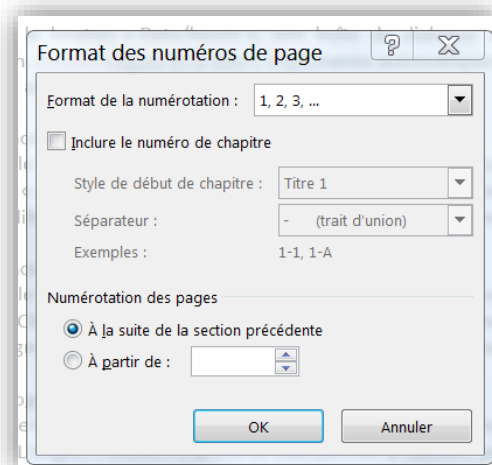 Format des numéros de page
Format de la numérotation : 1, 2, 3, ...
Inclure le numéro de chapitre
Style de début de chapitre : Titre 1
Séparateur : - (trait d'union)
Exemples : 1-1, 1-A
Numérotation des pages
À la suite de la section précédente
À partir de :
OK Annuler